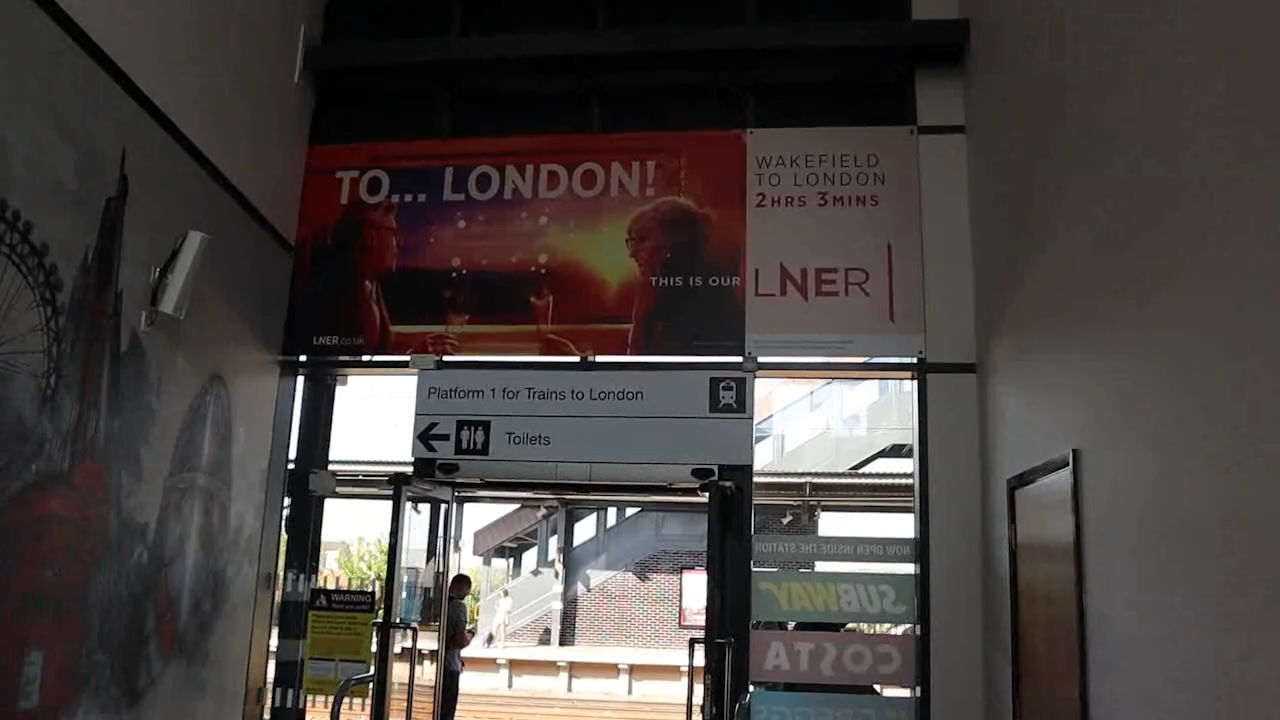 TO... LONDON!
THIS IS OUR
LNER.co.uk
WAKEFIELD
TO LONDON
2HRS 3MINS
LNER
Platform 1 for Trains to London
Toilets
WARNING
NOW OPEN INSIDE THE STATION
SUBWAY
COSTA